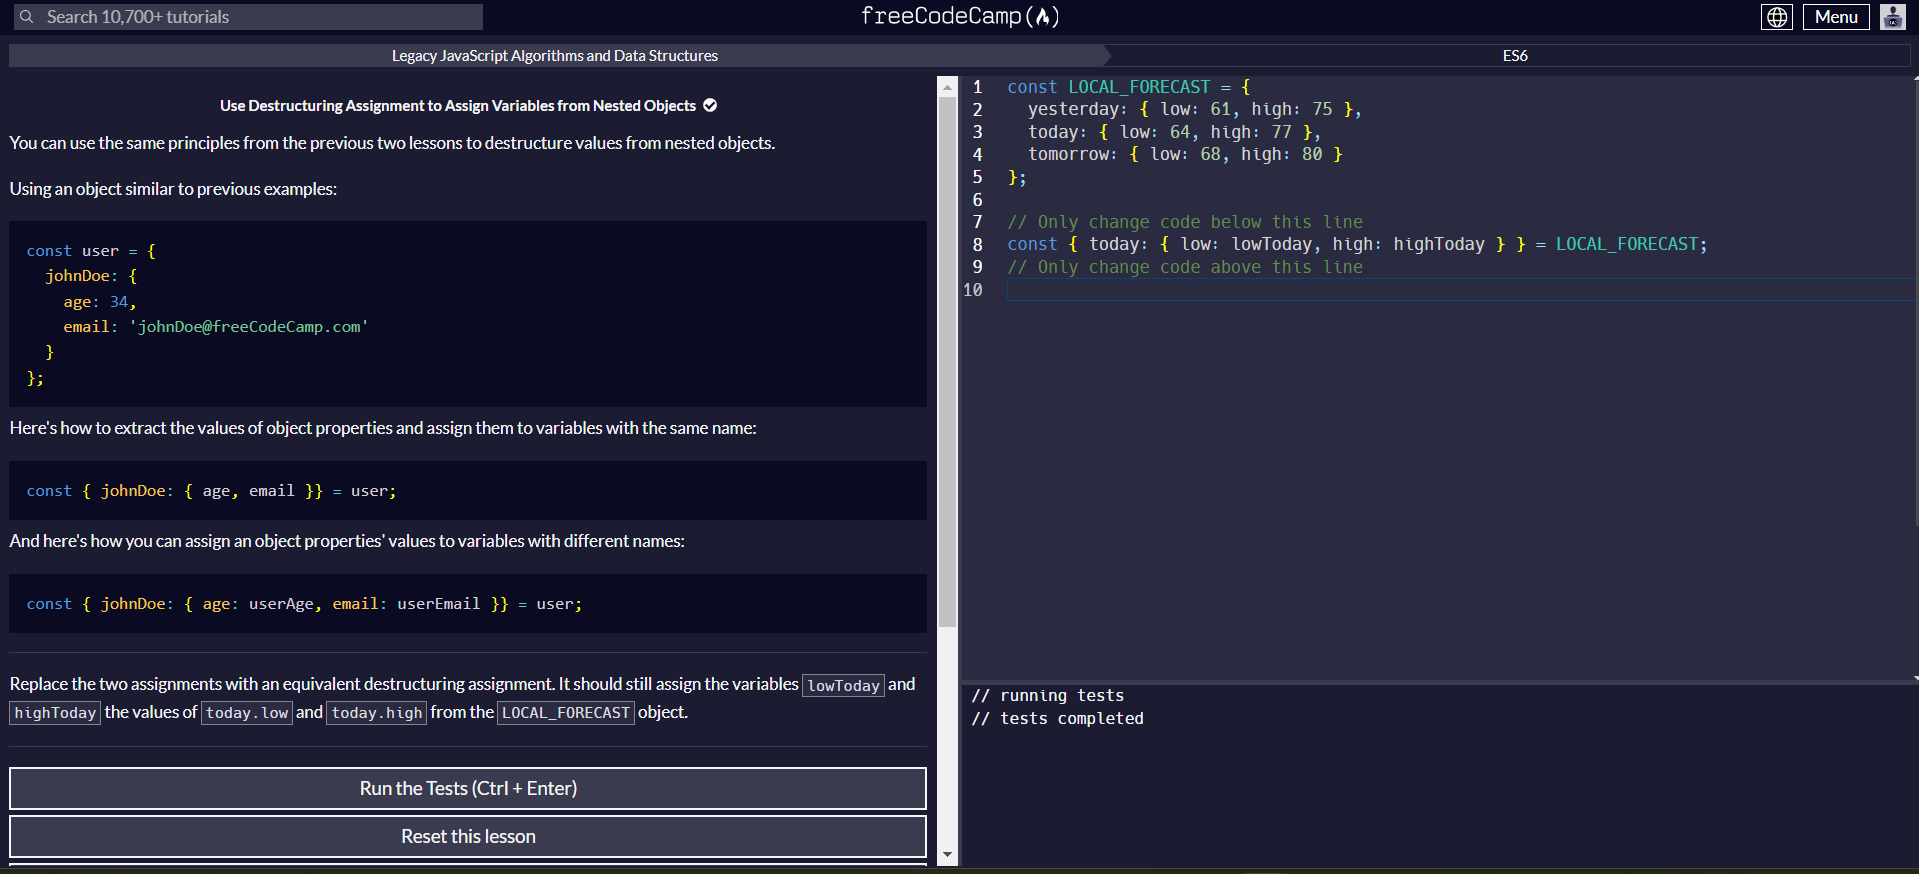 Search 10,700+ tutorials
freeCodeCamp
Menu
Legacy JavaScript Algorithms and Data Structures
ES6
Use Destructuring Assignment to Assign Variables from Nested Objects
You can use the same principles from the previous two lessons to destructure values from nested objects.
Using an object similar to previous examples:
const user = {
johnDoe: {
age: 34,
email: 'johnDoe@freeCodeCamp.com'
}
};
Here's how to extract the values of object properties and assign them to variables with the same name:
const { johnDoe: { age, email }} = user;
And here's how you can assign an object properties' values to variables with different names:
const { johnDoe: { age: userAge, email: userEmail }} = user;
Replace the two assignments with an equivalent destructuring assignment. It should still assign the variables lowToday and
highToday the values of today.low and today.high from the LOCAL_FORECAST object.
Run the Tests (Ctrl + Enter)
Reset this lesson
1 const LOCAL_FORECAST = {
2 yesterday: { low: 61, high: 75 },
3 today: { low: 64, high: 77 },
4 tomorrow: { low: 68, high: 80 }
5 };
6
7 // Only change code below this line
8 const { today: { low: lowToday, high: highToday } } = LOCAL_FORECAST;
9 // Only change code above this line
10
// running tests
// tests completed